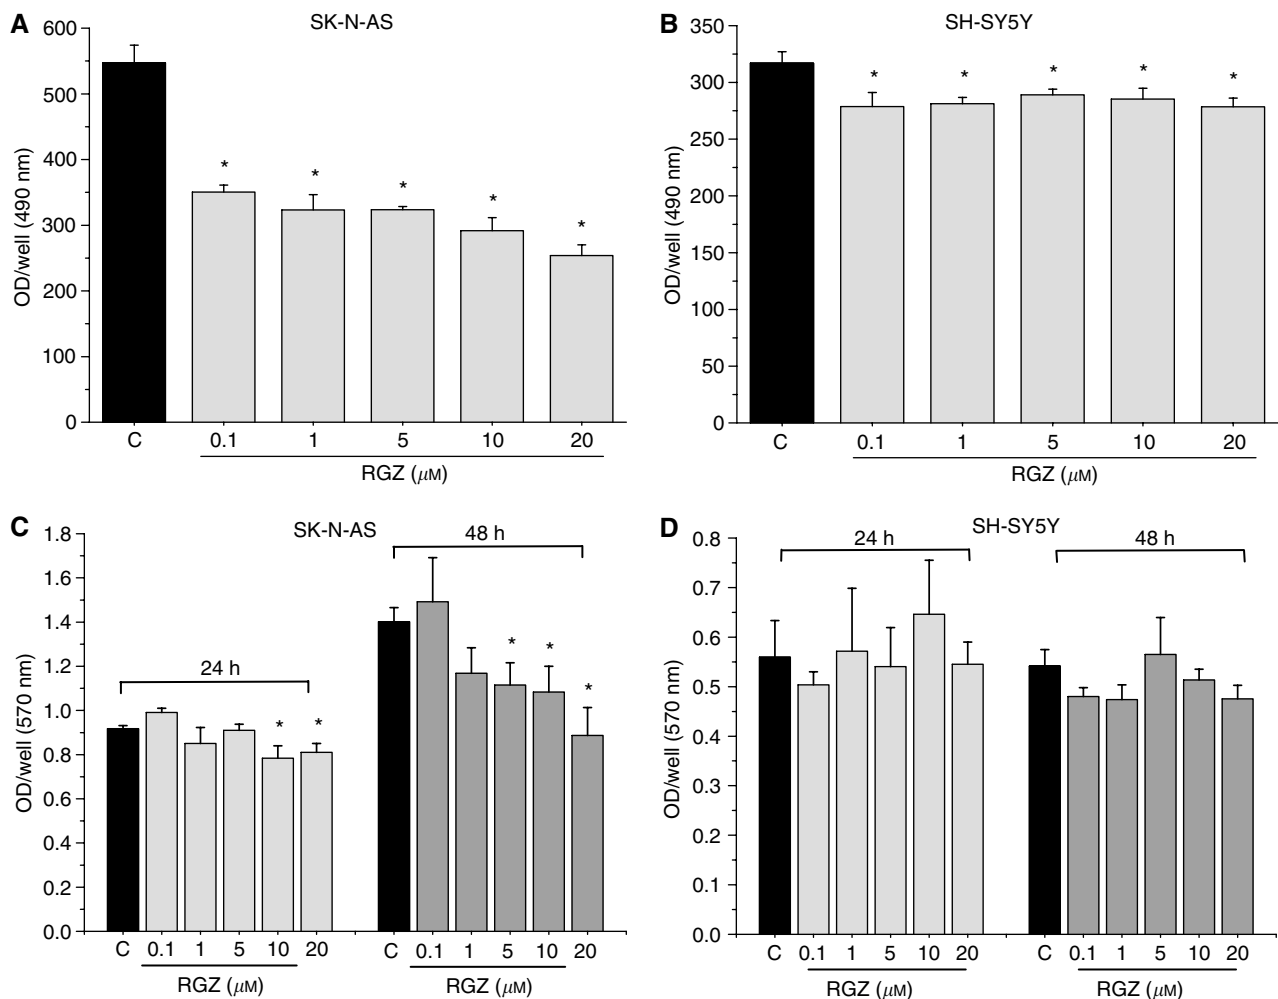 A
SK-N-AS
OD/well (490 nm)
600
500
400
300
200
100
0
* * * * *
C 0.1 1 5 10 20
RGZ (μM)
B
SH-SY5Y
OD/well (490 nm)
350
300
250
200
150
100
50
0
* * * * *
C 0.1 1 5 10 20
RGZ (μM)
C
SK-N-AS
OD/well (570 nm)
1.8
1.6
1.4
1.2
1.0
0.8
0.6
0.4
0.2
0.0
24 h
* *
48 h
* * *
C 0.1 1 5 10 20 C 0.1 1 5 10 20
RGZ (μM) RGZ (μM)
D
SH-SY5Y
OD/well (570 nm)
0.8
0.7
0.6
0.5
0.4
0.3
0.2
0.1
0.0
24 h 48 h
C 0.1 1 5 10 20 C 0.1 1 5 10 20
RGZ (μM) RGZ (μM)